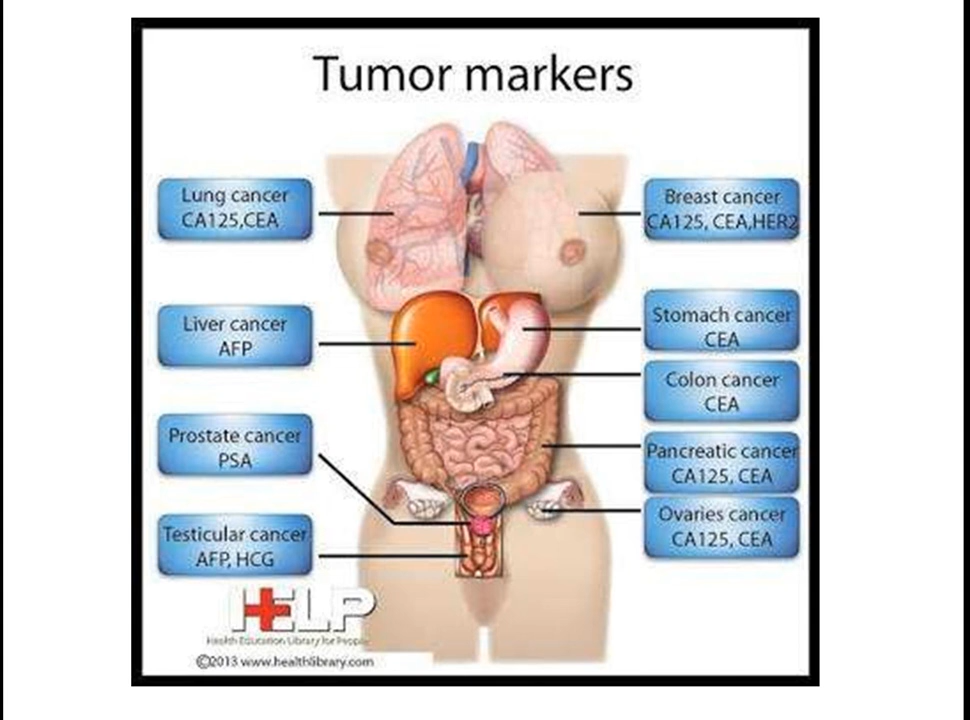 Tumor markers
Lung cancer
CA125,CEA
Breast cancer
CA125, CEA,HER2
Liver cancer
AFP
Stomach cancer
CEA
Colon cancer
CEA
Prostate cancer
PSA
Pancreatic cancer
CA125, CEA
Testicular cancer
AFP, HCG
Ovaries cancer
CA125, CEA
HELP
Health Education Library for People
©2013 www.healthlibrary.com